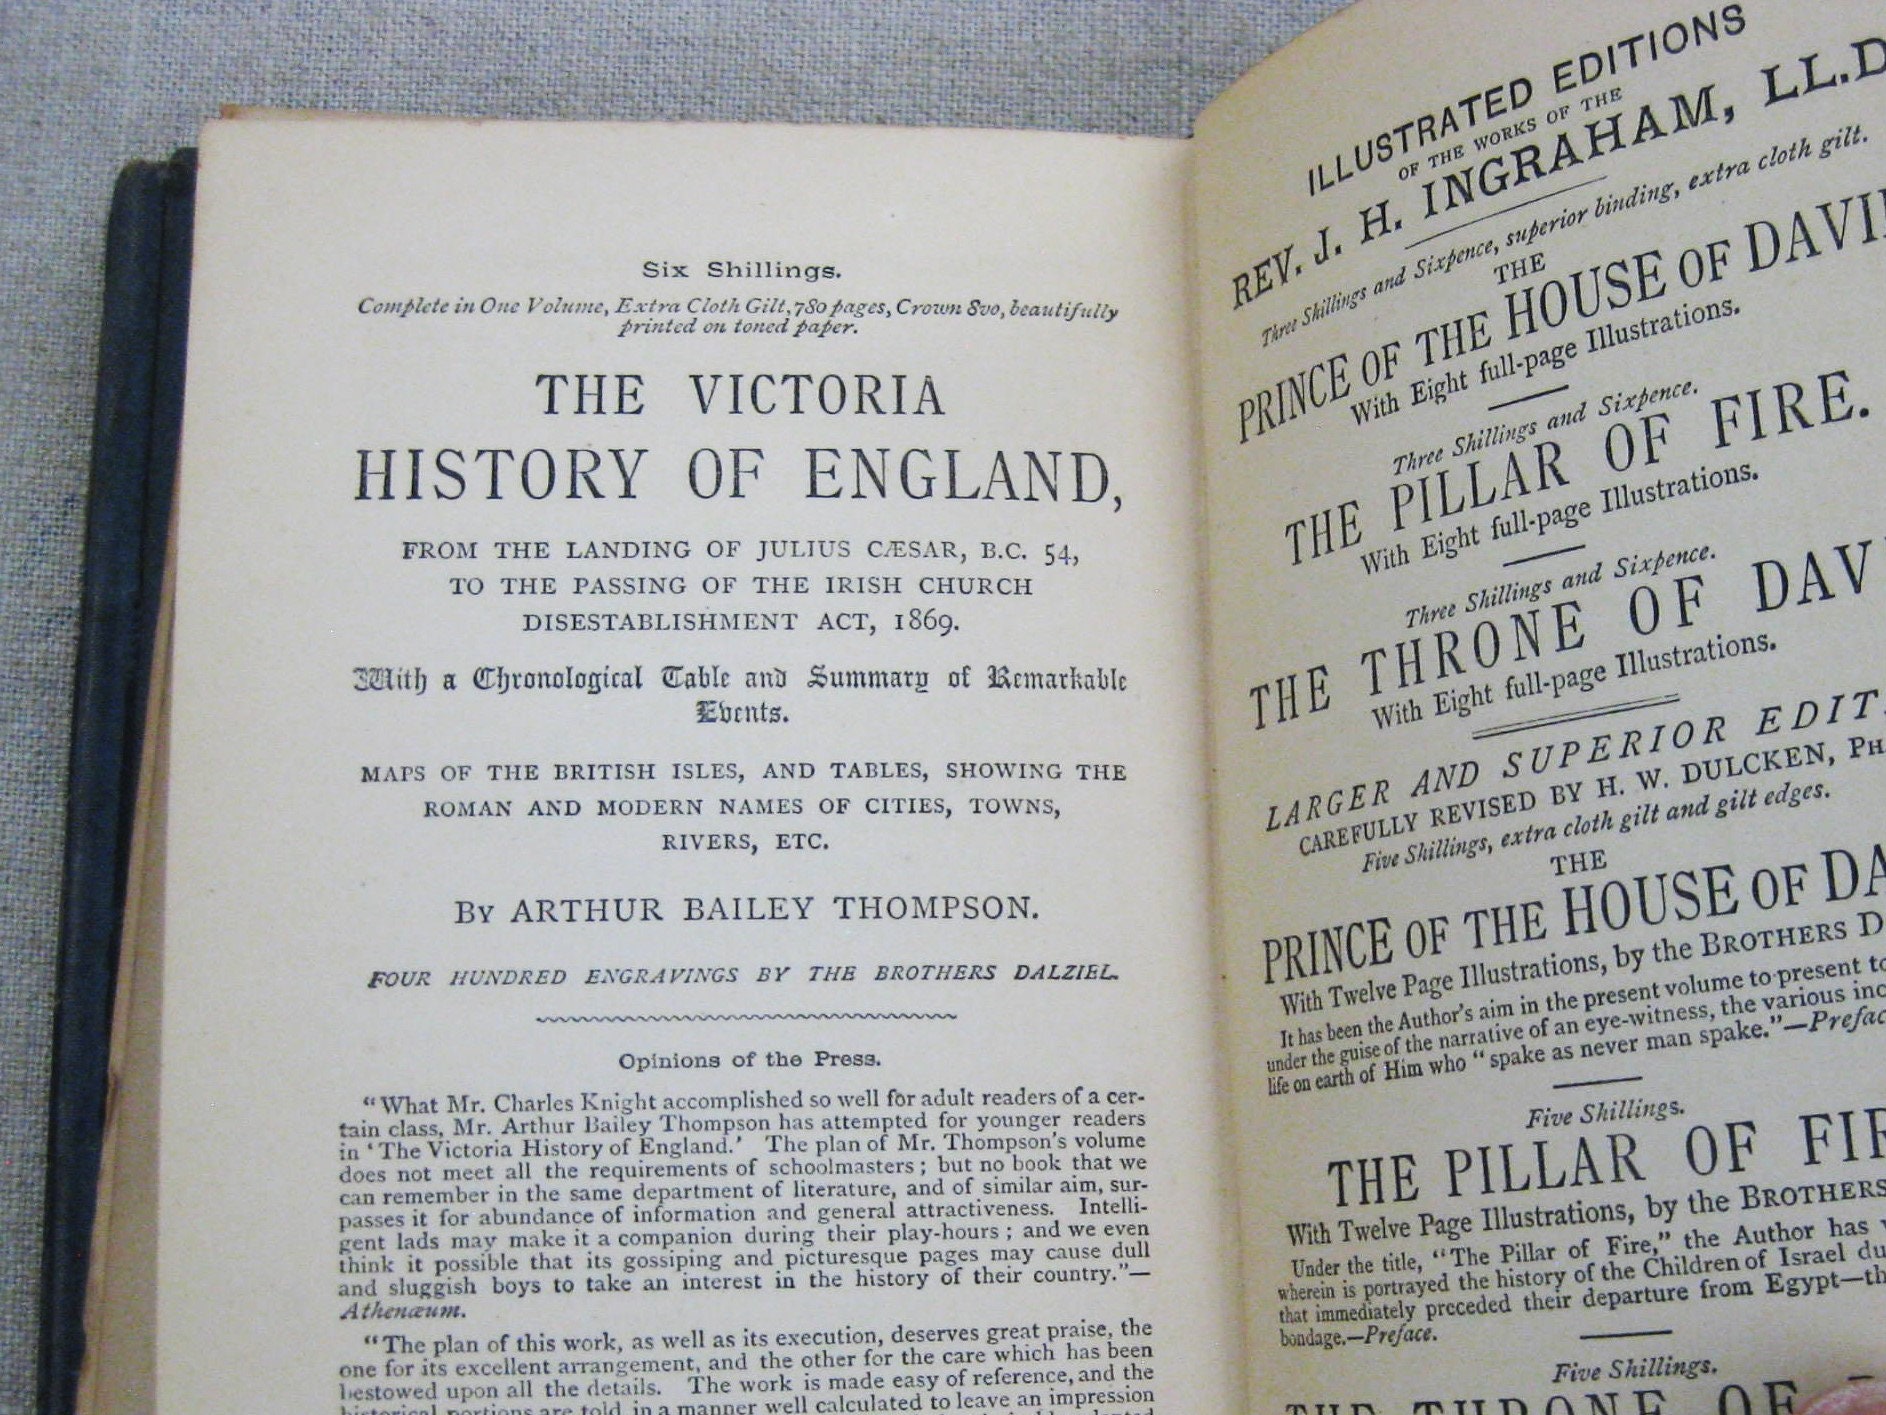 Six Shillings.
Complete in One Volume, Extra Cloth Gilt, 780 pages, Crown 8vo, beautifully
printed on toned paper.
THE VICTORIA
HISTORY OF ENGLAND,
FROM THE LANDING OF JULIUS CÆSAR, B.C. 54,
TO THE PASSING OF THE IRISH CHURCH
DISESTABLISHMENT ACT, 1869.
With a Chronological Table and Summary of Remarkable
Events.
MAPS OF THE BRITISH ISLES, AND TABLES, SHOWING THE
ROMAN AND MODERN NAMES OF CITIES, TOWNS,
RIVERS, ETC.
BY ARTHUR BAILEY THOMPSON.
FOUR HUNDRED ENGRAVINGS BY THE BROTHERS DALZIEL.
Opinions of the Press.
"What Mr. Charles Knight accomplished so well for adult readers of a cer-
tain class, Mr. Arthur Bailey Thompson has attempted for younger readers
in 'The Victoria History of England.' The plan of Mr. Thompson's volume
does not meet all the requirements of schoolmasters; but no book that we
can remember in the same department of literature, and of similar aim, sur-
passes it for abundance of information and general attractiveness. Intelli-
gent lads may make it a companion during their play-hours; and we even
think it possible that its gossiping and picturesque pages may cause dull
and sluggish boys to take an interest in the history of their country."—
Athenæum.
"The plan of this work, as well as its execution, deserves great praise, the
one for its excellent arrangement, and the other for the care which has been
bestowed upon all the details. The work is made easy of reference, and the
historical portions are told in a manner well calculated to leave an impression
ILLUSTRATED EDITIONS
OF THE WORKS OF THE
REV. J. H. INGRAHAM, LL.D
Three Shillings and Sixpence, superior binding, extra cloth gilt.
THE
PRINCE OF THE HOUSE OF DAVI
With Eight full-page Illustrations.
Three Shillings and Sixpence.
THE PILLAR OF FIRE.
With Eight full-page Illustrations.
Three Shillings and Sixpence.
THE THRONE OF DAV
With Eight full-page Illustrations.
LARGER AND SUPERIOR EDIT
CAREFULLY REVISED BY H. W. DULCKEN, PH
Five Shillings, extra cloth gilt and gilt edges.
THE
PRINCE OF THE HOUSE OF DA
With Twelve Page Illustrations, by the BROTHERS D
It has been the Author's aim in the present volume to present to
under the guise of the narrative of an eye-witness, the various inc
life on earth of Him who "spake as never man spake."—Prefac
Five Shillings.
THE PILLAR OF FIR
With Twelve Page Illustrations, by the BROTHERS
Under the title, "The Pillar of Fire," the Author has
wherein is portrayed the history of the Children of Israel du
that immediately preceded their departure from Egypt—th
bondage.—Preface.
Five Shillings.
THE THRONE OF